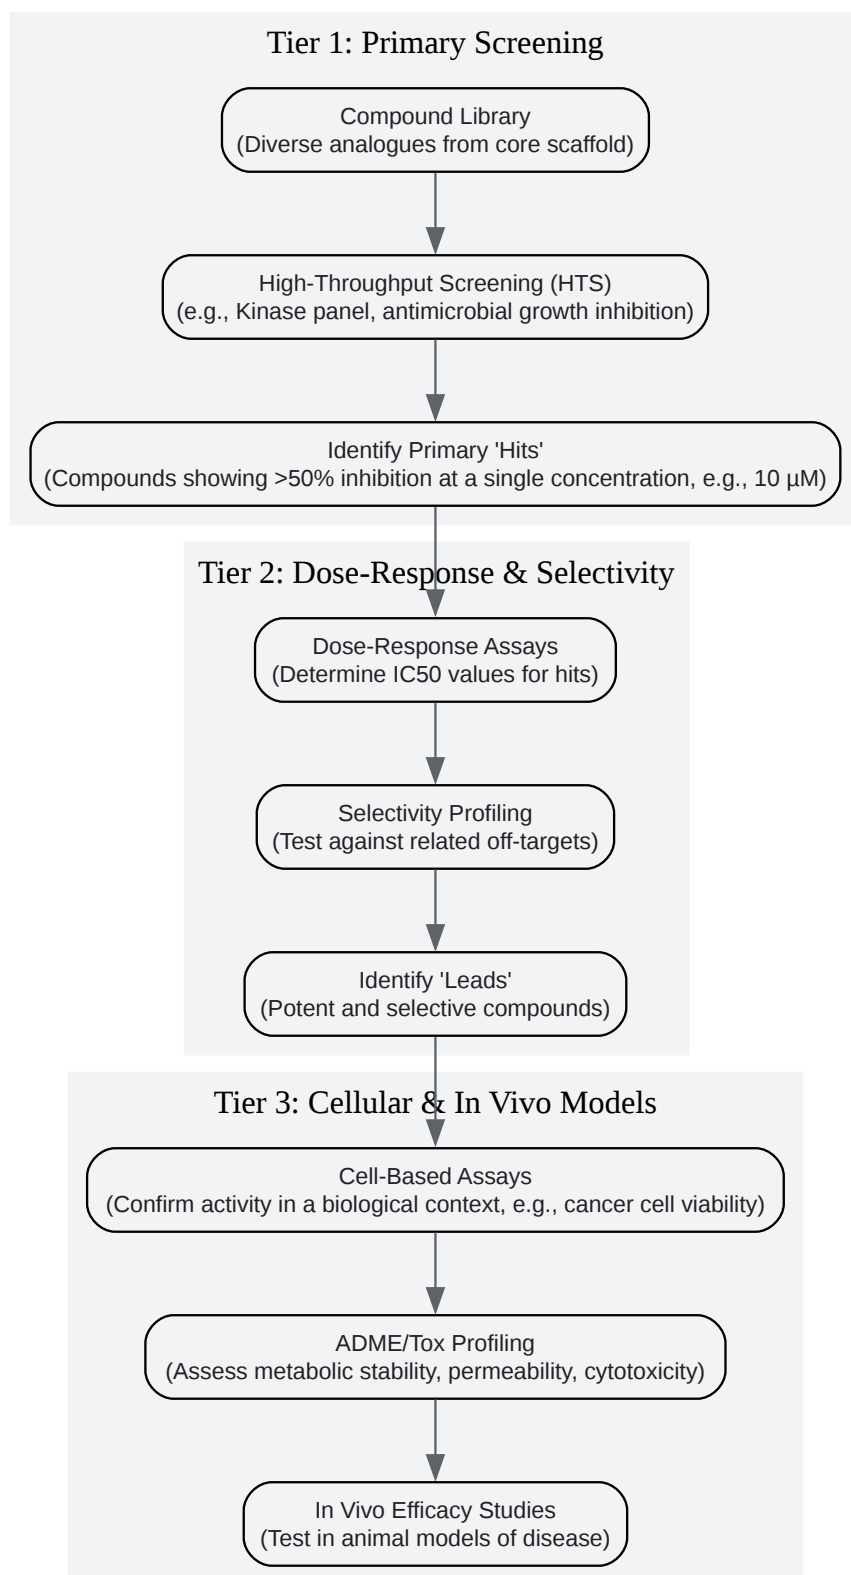 Tier 1: Primary Screening
Compound Library
(Diverse analogues from core scaffold)
High-Throughput Screening (HTS)
(e.g., Kinase panel, antimicrobial growth inhibition)
Identify Primary 'Hits'
(Compounds showing >50% inhibition at a single concentration, e.g., 10 µM)
Tier 2: Dose-Response & Selectivity
Dose-Response Assays
(Determine IC50 values for hits)
Selectivity Profiling
(Test against related off-targets)
Identify 'Leads'
(Potent and selective compounds)
Tier 3: Cellular & In Vivo Models
Cell-Based Assays
(Confirm activity in a biological context, e.g., cancer cell viability)
ADME/Tox Profiling
(Assess metabolic stability, permeability, cytotoxicity)
In Vivo Efficacy Studies
(Test in animal models of disease)